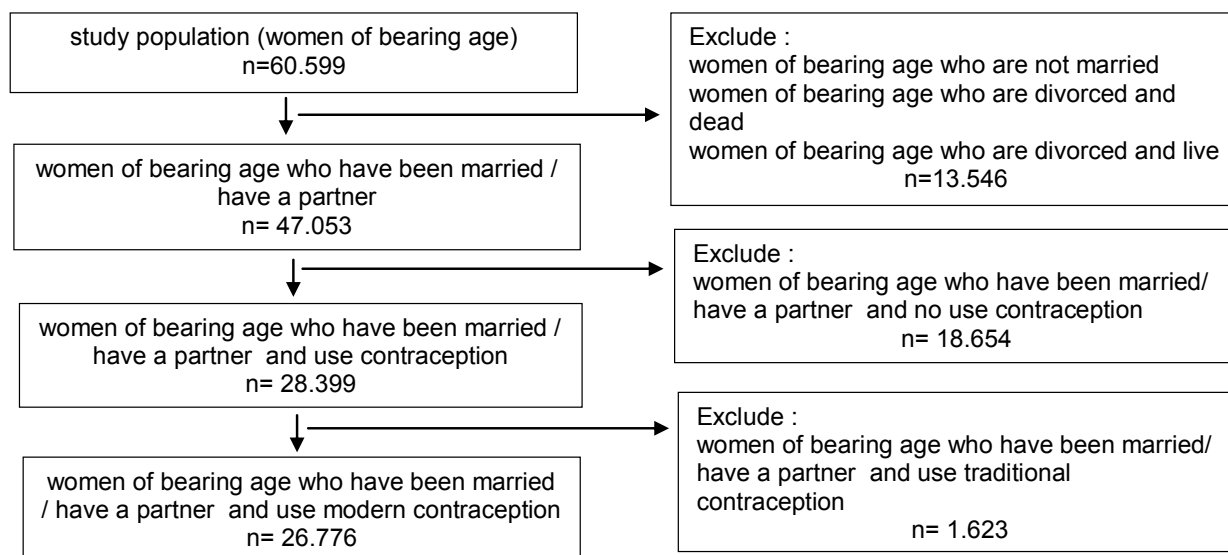 study population (women of bearing age)
n=60.599
Exclude :
women of bearing age who are not married
women of bearing age who are divorced and
dead
women of bearing age who are divorced and live
n=13.546
women of bearing age who have been married /
have a partner
n= 47.053
Exclude :
women of bearing age who have been married/
have a partner and no use contraception
n= 18.654
women of bearing age who have been married /
have a partner and use contraception
n= 28.399
Exclude :
women of bearing age who have been married/
have a partner and use traditional
contraception
n= 1.623
women of bearing age who have been married
/ have a partner and use modern contraception
n= 26.776